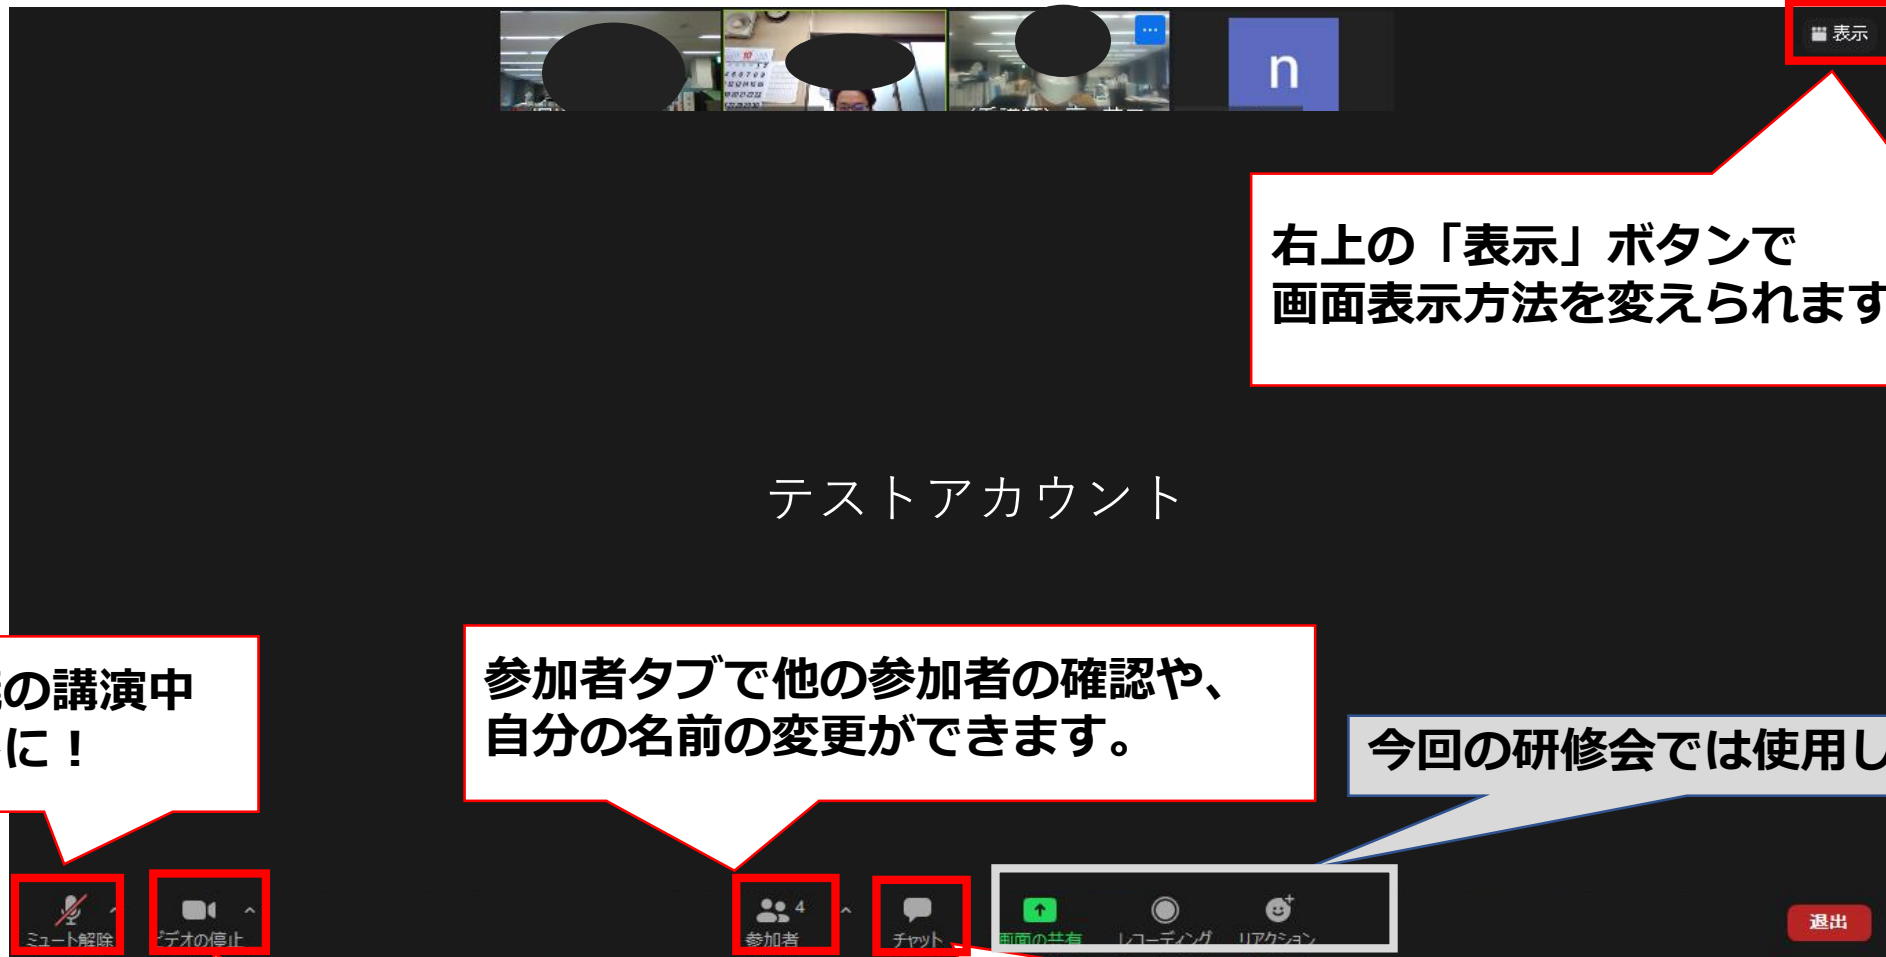 n
表示
右上の「表示」ボタンで
画面表示方法を変えられます
テストアカウント
の講演中
に！
参加者タブで他の参加者の確認や、
自分の名前の変更ができます。
今回の研修会では使用し
ミュート解除
ビデオの停止
4
参加者
チャット
画面の共有
レコーディング
リアクション
退出